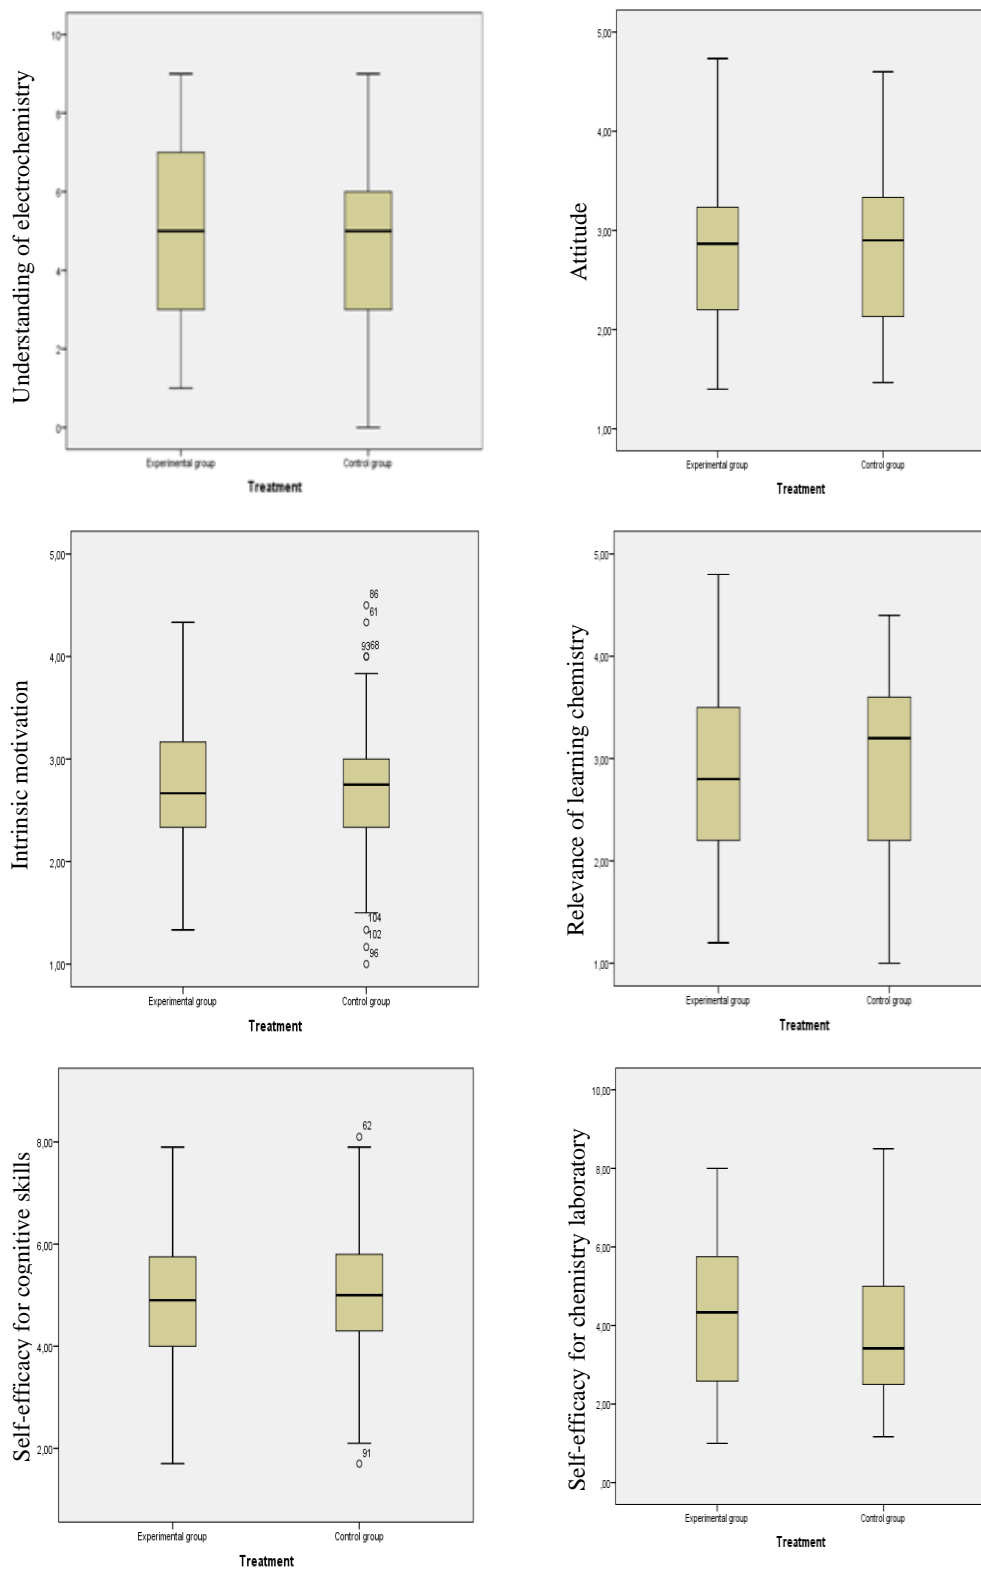 Understanding of electrochemistry
10
8
6
4
2
0
Experimental group
Control group
Treatment
Attitude
5,00
4,00
3,00
2,00
1,00
Experimental group
Control group
Treatment
Intrinsic motivation
5,00
4,00
3,00
2,00
1,00
86
61
9368
104
102
96
Experimental group
Control group
Treatment
Relevance of learning chemistry
5,00
4,00
3,00
2,00
1,00
Experimental group
Control group
Treatment
Self-efficacy for cognitive skills
8,00
6,00
4,00
2,00
62
91
Experimental group
Control group
Treatment
Self-efficacy for chemistry laboratory
10,00
8,00
6,00
4,00
2,00
,00
Experimental group
Control group
Treatment